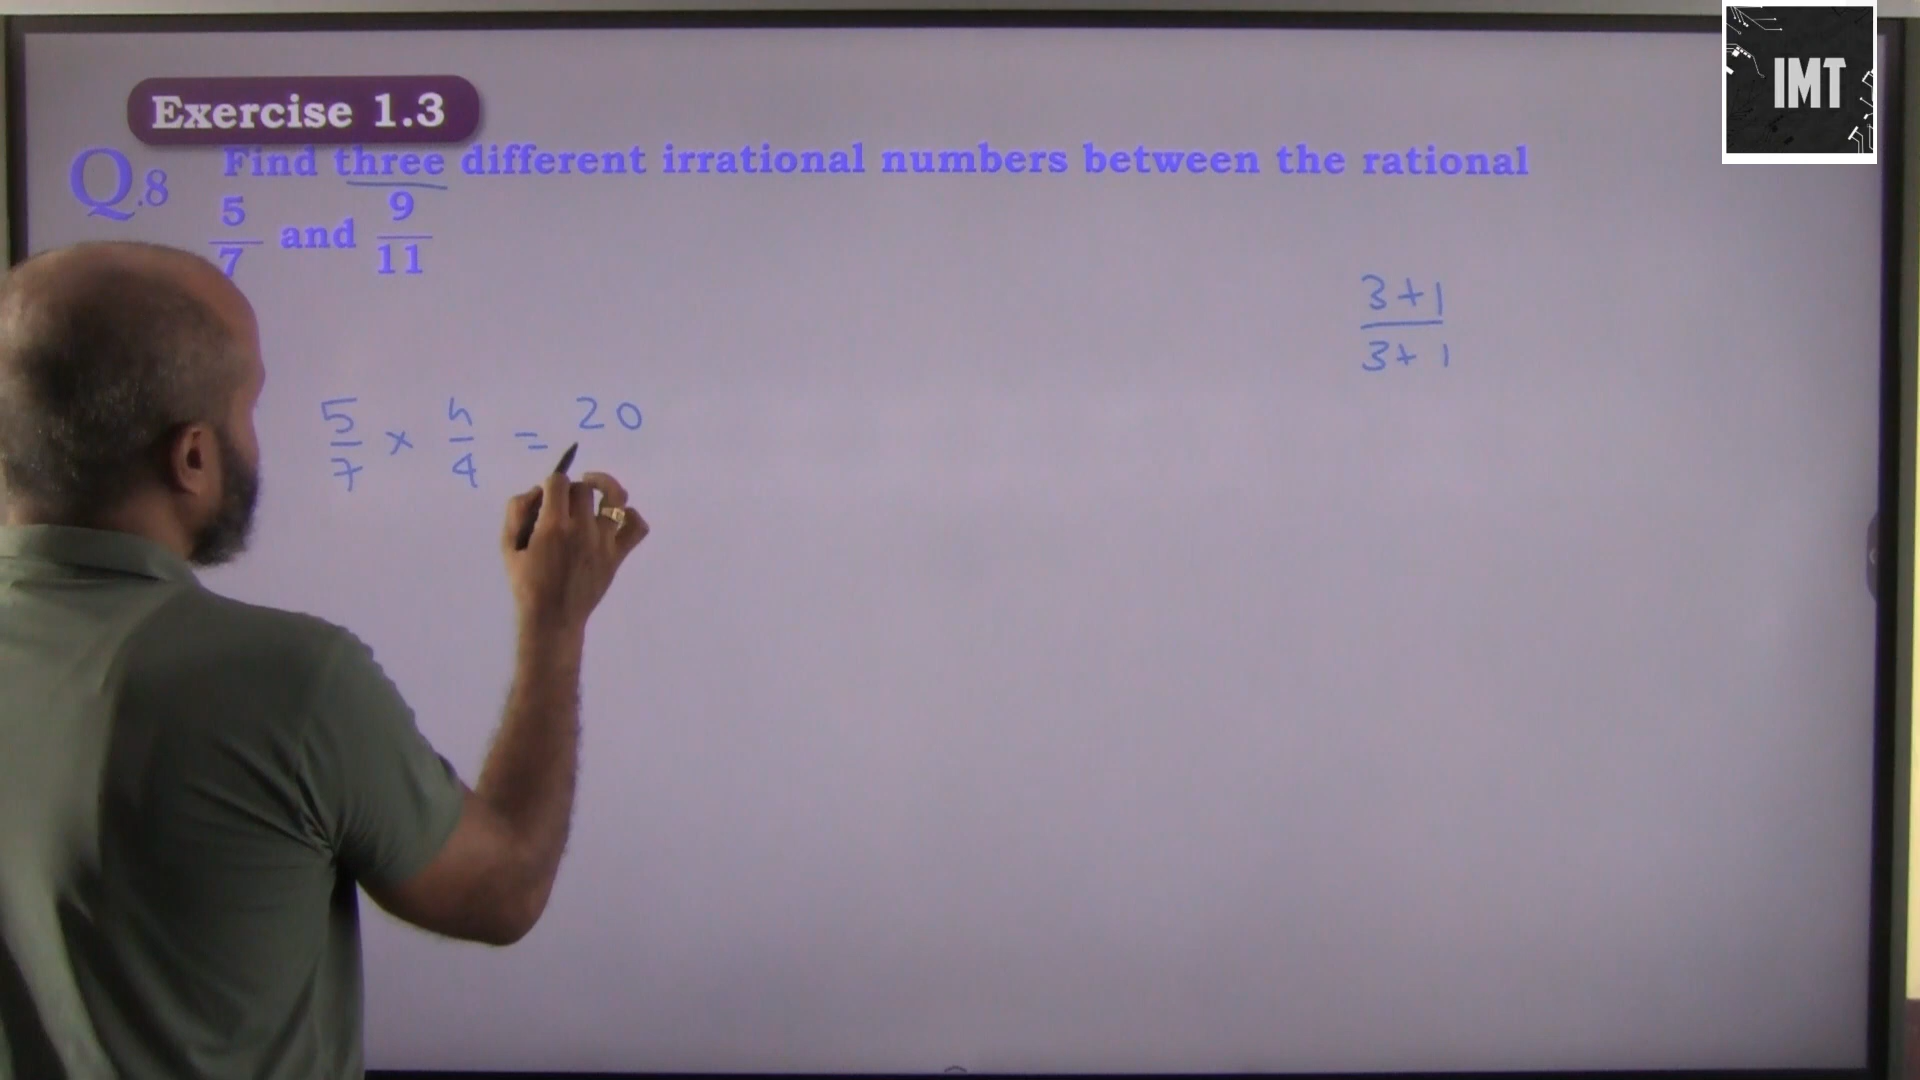 IMT
Exercise 1.3
Q.8 Find three different irrational numbers between the rational
5/7 and 9/11
3+1
3+1
5/7 × 4/4 = 20